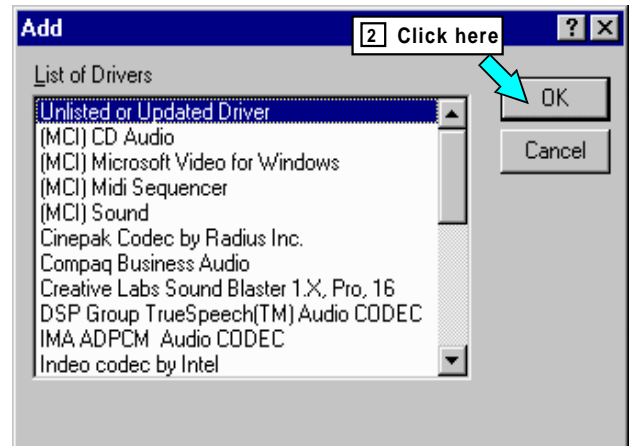 Add
2 Click here
? ×
List of Drivers
Unlisted or Updated Driver
(MCI) CD Audio
(MCI) Microsoft Video for Windows
(MCI) Midi Sequencer
(MCI) Sound
Cinepak Codec by Radius Inc.
Compaq Business Audio
Creative Labs Sound Blaster 1.X, Pro, 16
DSP Group TrueSpeech(TM) Audio CODEC
IMA ADPCM  Audio CODEC
Indeo codec by Intel
OK
Cancel